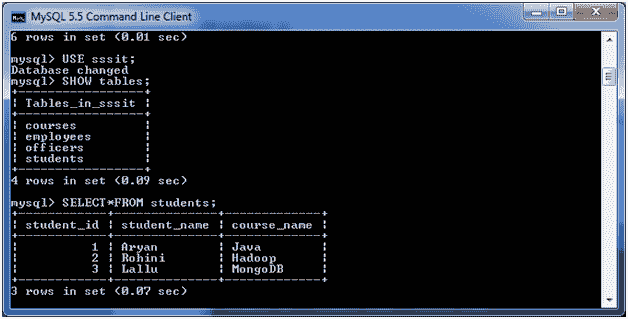 MySQL 5.5 Command Line Client
6 rows in set (0.01 sec)
mysql> USE sssit;
Database changed
mysql> SHOW tables;
+-----------------+
| Tables_in_sssit |
+-----------------+
| courses         |
| employees       |
| officers        |
| students        |
+-----------------+
4 rows in set (0.09 sec)
mysql> SELECT*FROM students;
+------------+--------------+-------------+
| student_id | student_name | course_name |
+------------+--------------+-------------+
|          1 | Aryan        | Java        |
|          2 | Rohini       | Hadoop      |
|          3 | Lallu        | MongoDB     |
+------------+--------------+-------------+
3 rows in set (0.07 sec)